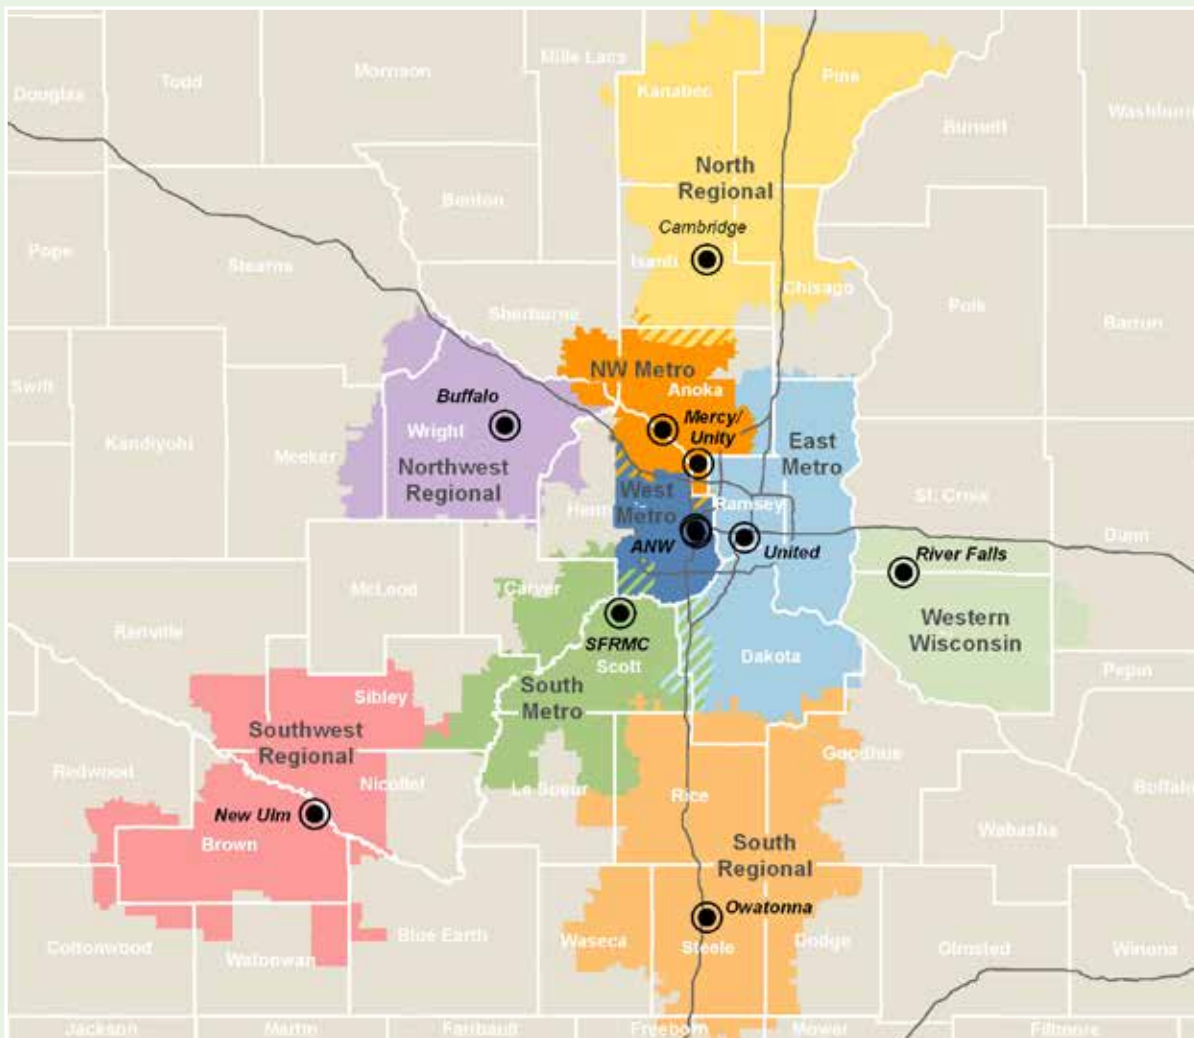 Mille Lacs
Pine
Morrison
Todd
Kanabec
Douglas
Washburn
Burnett
North
Regional
Benton
Cambridge
Pope
Isanti
Stearns
Chisago
Polk
Sherburne
Barron
NW Metro
Swift
Anoka
Buffalo
Mercy/
Unity
Wright
Kandiyohi
East
Metro
Meeker
Northwest
Regional
West
Metro
St. Croix
Ramsey
Henn
Dunn
ANW
United
River Falls
Carver
McLeod
Western
Wisconsin
Renville
SFRMC
Scott
Dakota
Pepin
Sibley
South
Metro
Southwest
Regional
Goodhue
Redwood
Nicollet
Le Sueur
Rice
Buffalo
New Ulm
Wabasha
Brown
South
Regional
Owatonna
Blue Earth
Waseca
Steele
Dodge
Cottonwood
Watonwan
Olmsted
Winona
Jackson
Martin
Faribault
Freeborn
Mower
Fillmore